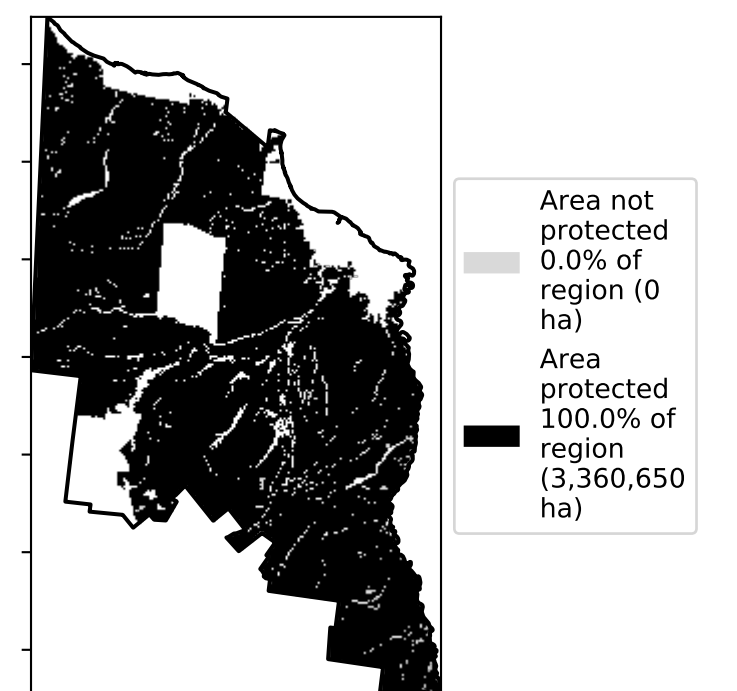 Area not
protected
0.0% of
region (0
ha)
Area
protected
100.0% of
region
(3,360,650
ha)